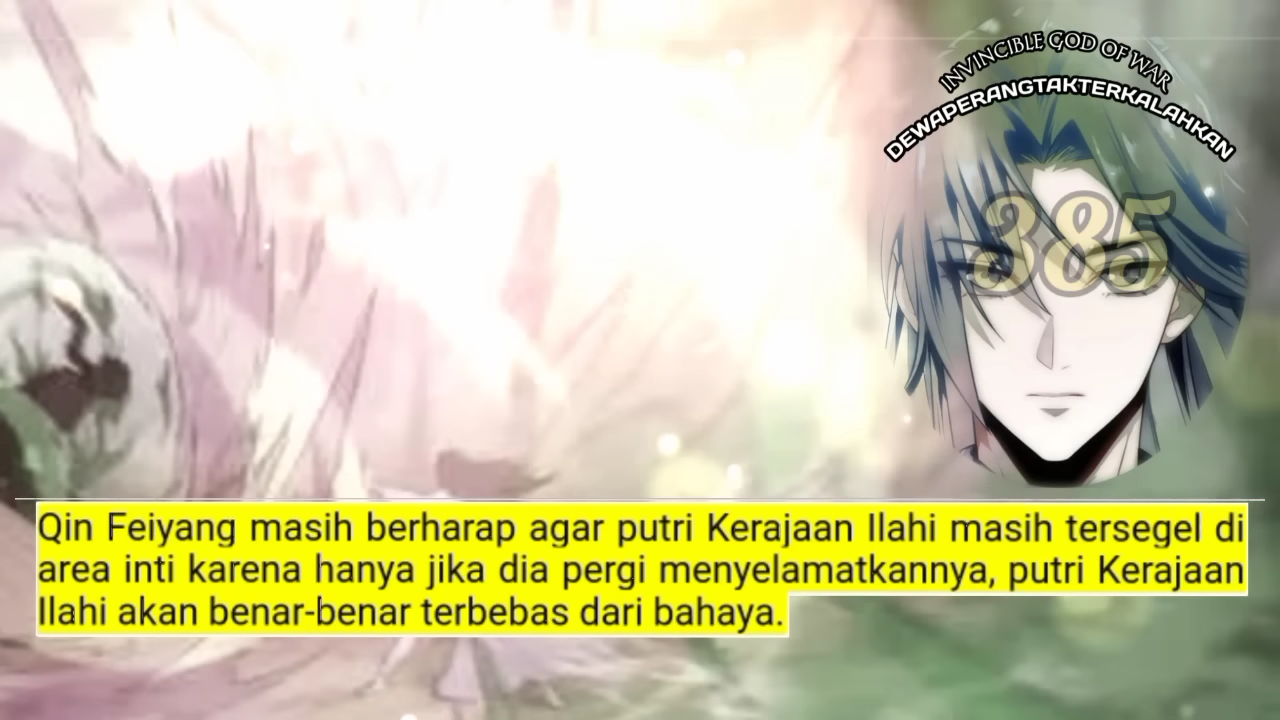 INVINCIBLE GOD OF WAR
DEWAPERANGTAKTERKALAHKAN
385
Qin Feiyang masih berharap agar putri Kerajaan Ilahi masih tersegel di
area inti karena hanya jika dia pergi menyelamatkannya, putri Kerajaan
Ilahi akan benar-benar terbebas dari bahaya.